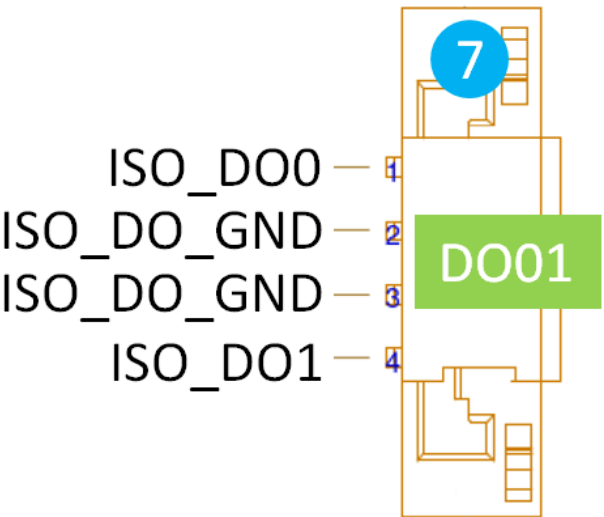 7
ISO_DO0 1
ISO_DO_GND 2
DO01
ISO_DO_GND 3
ISO_DO1 4